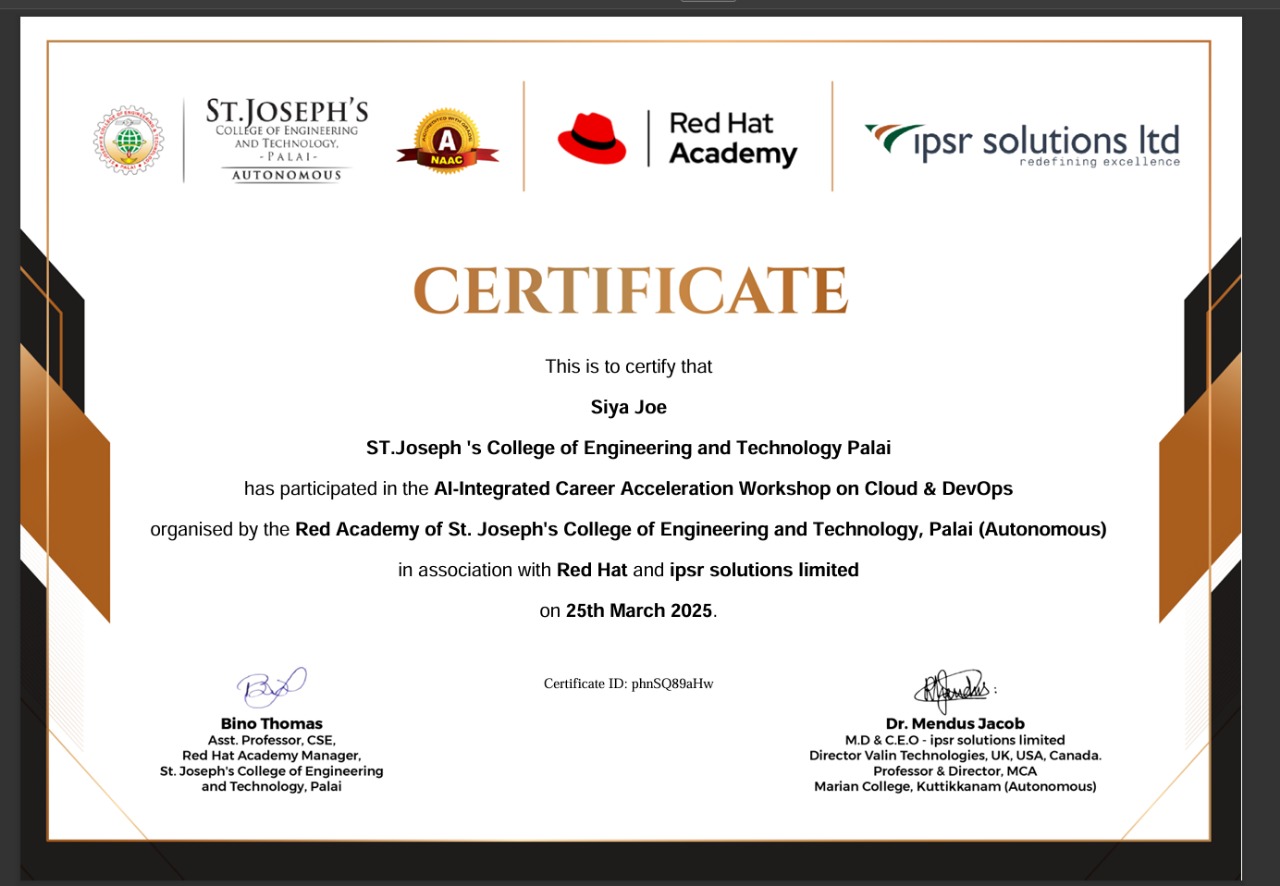 ST.JOSEPH'S
COLLEGE OF ENGINEERING
AND TECHNOLOGY,
- PALAI -
AUTONOMOUS
ACCREDITED WITH GRADE
A
NAAC
Red Hat
Academy
ipsr solutions ltd
redefining excellence
CERTIFICATE
This is to certify that
Siya Joe
ST.Joseph 's College of Engineering and Technology Palai
has participated in the AI-Integrated Career Acceleration Workshop on Cloud & DevOps
organised by the Red Academy of St. Joseph's College of Engineering and Technology, Palai (Autonomous)
in association with Red Hat and ipsr solutions limited
on 25th March 2025.
Certificate ID: phnSQ89aHw
Bino Thomas
Asst. Professor, CSE,
Red Hat Academy Manager,
St. Joseph's College of Engineering
and Technology, Palai
Dr. Mendus Jacob
M.D & C.E.O - ipsr solutions limited
Director Valin Technologies, UK, USA, Canada.
Professor & Director, MCA
Marian College, Kuttikkanam (Autonomous)